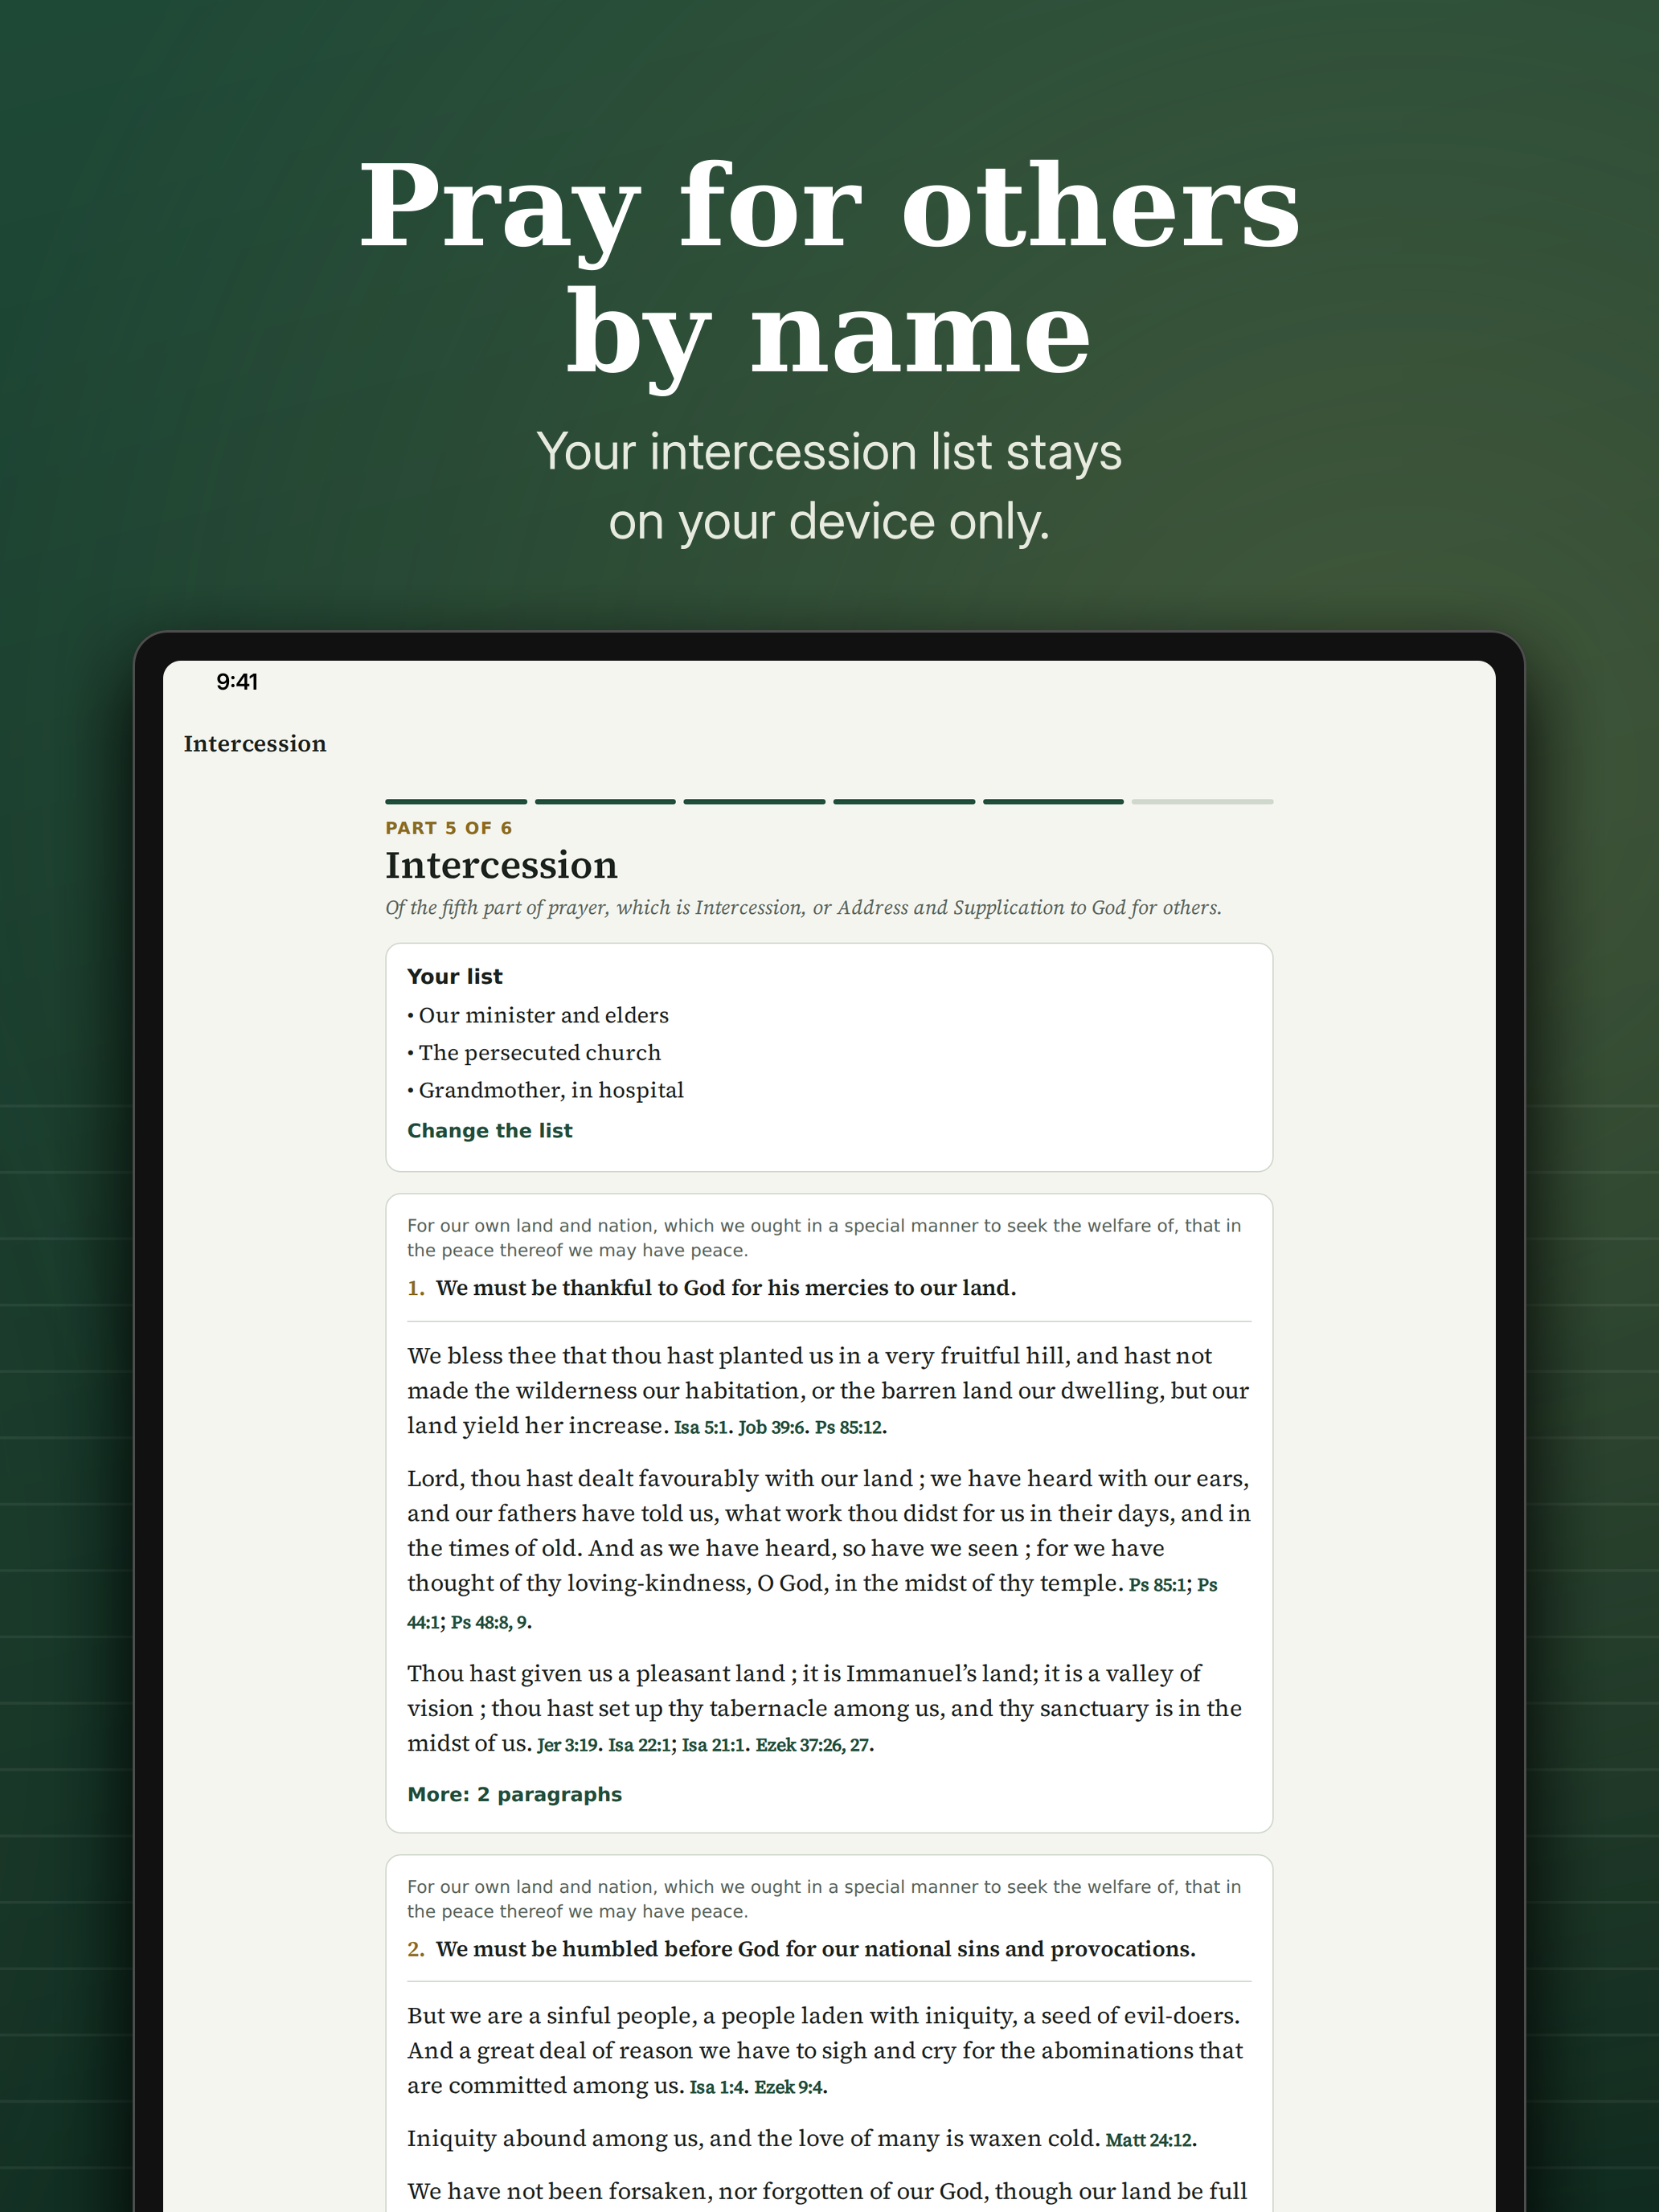 Pray for others
by name
Your intercession list stays
on your device only.
9:41
Intercession
PART 5 OF 6
Intercession
Of the fifth part of prayer, which is Intercession, or Address and Supplication to God for others.
Your list
• Our minister and elders
• The persecuted church
• Grandmother, in hospital
Change the list
For our own land and nation, which we ought in a special manner to seek the welfare of, that in
the peace thereof we may have peace.
1. We must be thankful to God for his mercies to our land.
We bless thee that thou hast planted us in a very fruitful hill, and hast not
made the wilderness our habitation, or the barren land our dwelling, but our
land yield her increase. Isa 5:1. Job 39:6. Ps 85:12.
Lord, thou hast dealt favourably with our land ; we have heard with our ears,
and our fathers have told us, what work thou didst for us in their days, and in
the times of old. And as we have heard, so have we seen ; for we have
thought of thy loving-kindness, O God, in the midst of thy temple. Ps 85:1; Ps
44:1; Ps 48:8, 9.
Thou hast given us a pleasant land ; it is Immanuel’s land; it is a valley of
vision ; thou hast set up thy tabernacle among us, and thy sanctuary is in the
midst of us. Jer 3:19. Isa 22:1; Isa 21:1. Ezek 37:26, 27.
More: 2 paragraphs
For our own land and nation, which we ought in a special manner to seek the welfare of, that in
the peace thereof we may have peace.
2. We must be humbled before God for our national sins and provocations.
But we are a sinful people, a people laden with iniquity, a seed of evil-doers.
And a great deal of reason we have to sigh and cry for the abominations that
are committed among us. Isa 1:4. Ezek 9:4.
Iniquity abound among us, and the love of many is waxen cold. Matt 24:12.
We have not been forsaken, nor forgotten of our God, though our land be full